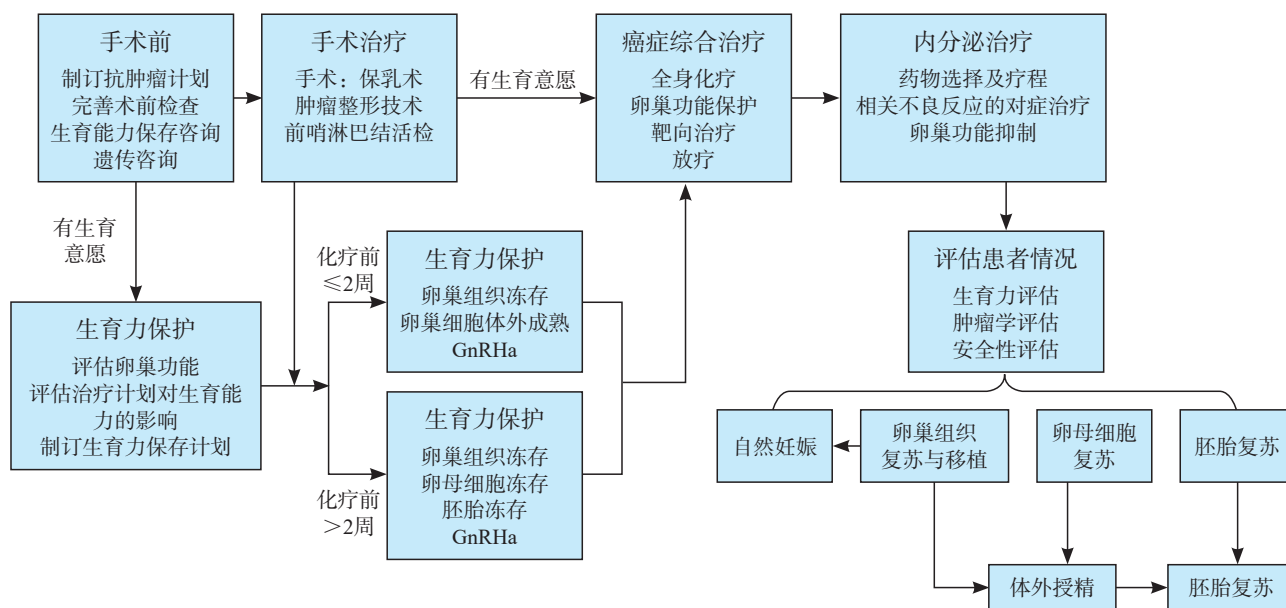 手术前
制订抗肿瘤计划
完善术前检查
生育能力保存咨询
遗传咨询
手术治疗
手术：保乳术
肿瘤整形技术
前哨淋巴结活检
有生育意愿
癌症综合治疗
全身化疗
卵巢功能保护
靶向治疗
放疗
内分泌治疗
药物选择及疗程
相关不良反应的对症治疗
卵巢功能抑制
有生育
意愿
生育力保护
评估卵巢功能
评估治疗计划对生育能
力的影响
制订生育力保存计划
化疗前
≤2周
生育力保护
卵巢组织冻存
卵巢细胞体外成熟
GnRHa
化疗前
＞2周
生育力保护
卵巢组织冻存
卵母细胞冻存
胚胎冻存
GnRHa
评估患者情况
生育力评估
肿瘤学评估
安全性评估
自然妊娠
卵巢组织
复苏与移植
卵母细胞
复苏
胚胎复苏
体外授精
胚胎复苏